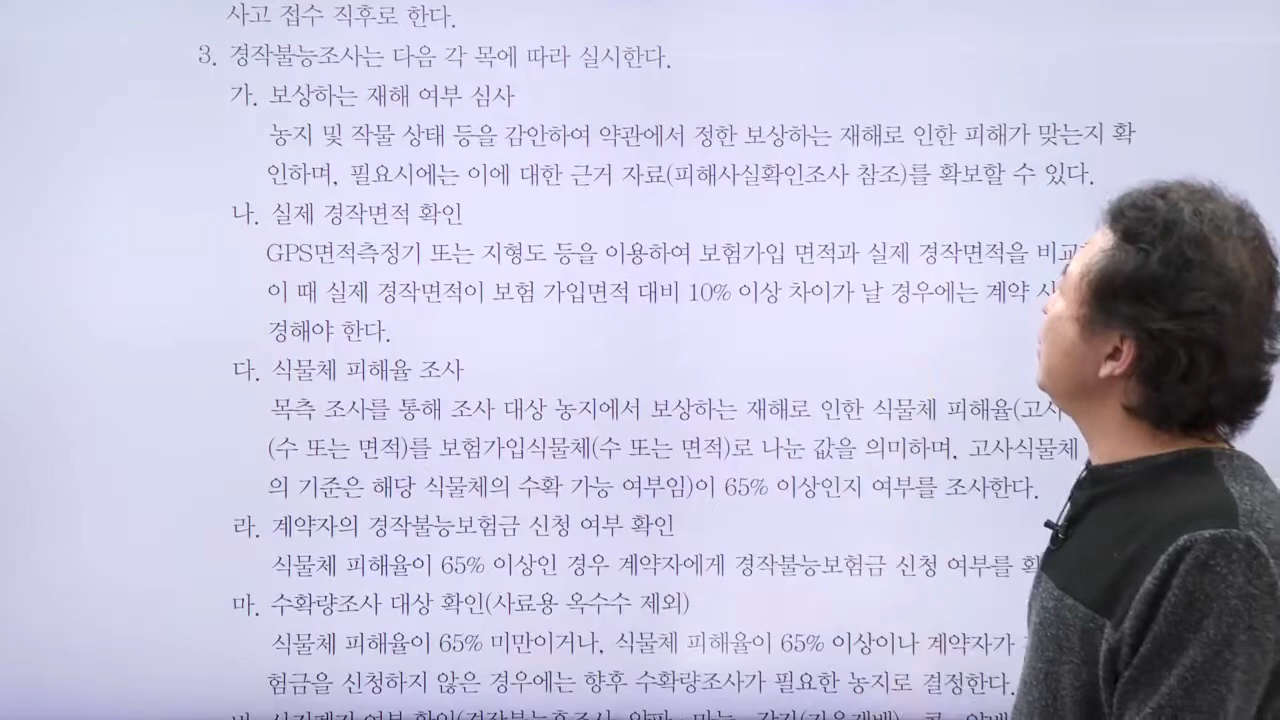 사고 접수 직후로 한다.
3. 경작불능조사는 다음 각 목에 따라 실시한다.
가. 보상하는 재해 여부 심사
농지 및 작물 상태 등을 감안하여 약관에서 정한 보상하는 재해로 인한 피해가 맞는지 확
인하며, 필요시에는 이에 대한 근거 자료(피해사실확인조사 참조)를 확보할 수 있다.
나. 실제 경작면적 확인
GPS면적측정기 또는 지형도 등을 이용하여 보험가입 면적과 실제 경작면적을
이 때 실제 경작면적이 보험 가입면적 대비 10% 이상 차이가 날 경우에는 계약
경해야 한다.
다. 식물체 피해율 조사
목측 조사를 통해 조사 대상 농지에서 보상하는 재해로 인한 식물체 피해율(고사
(수 또는 면적)를 보험가입식물체(수 또는 면적)로 나눈 값을 의미하며, 고사식물체
의 기준은 해당 식물체의 수확 가능 여부임)이 65% 이상인지 여부를 조사한다.
라. 계약자의 경작불능보험금 신청 여부 확인
식물체 피해율이 65% 이상인 경우 계약자에게 경작불능보험금 신청 여부를
마. 수확량조사 대상 확인(사료용 옥수수 제외)
식물체 피해율이 65% 미만이거나, 식물체 피해율이 65% 이상이나 계약자가
험금을 신청하지 않은 경우에는 향후 수확량조사가 필요한 농지로 결정한다.